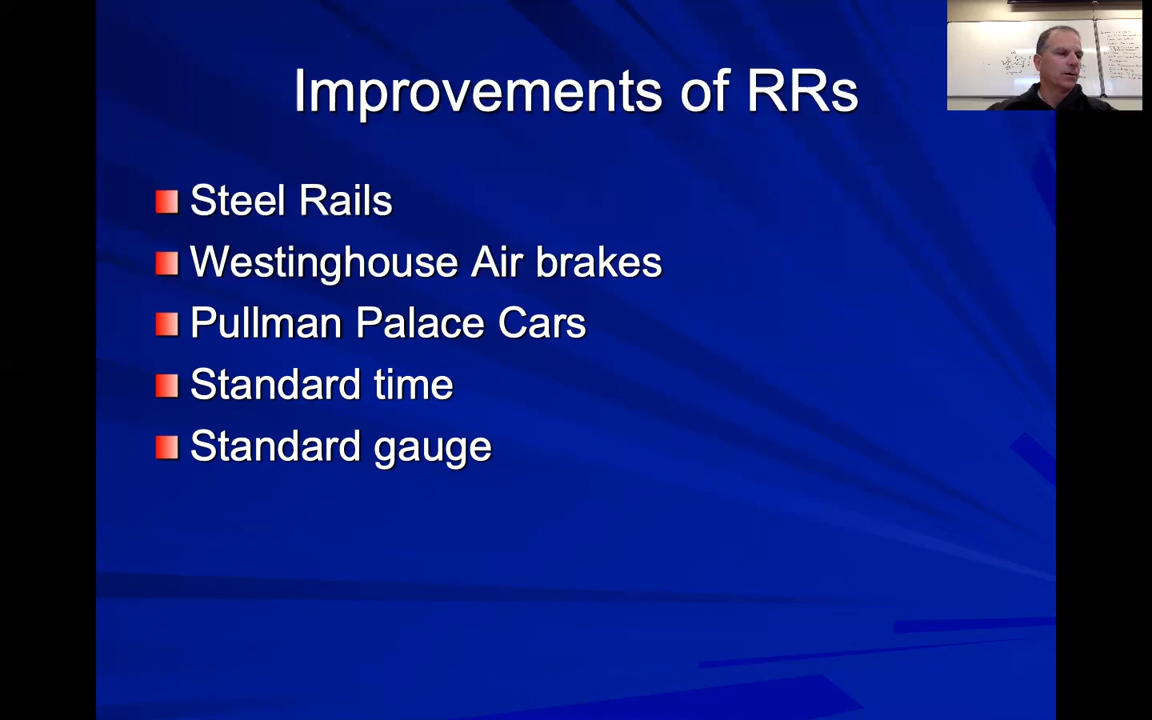 Improvements of RRs
Steel Rails
Westinghouse Air brakes
Pullman Palace Cars
Standard time
Standard gauge